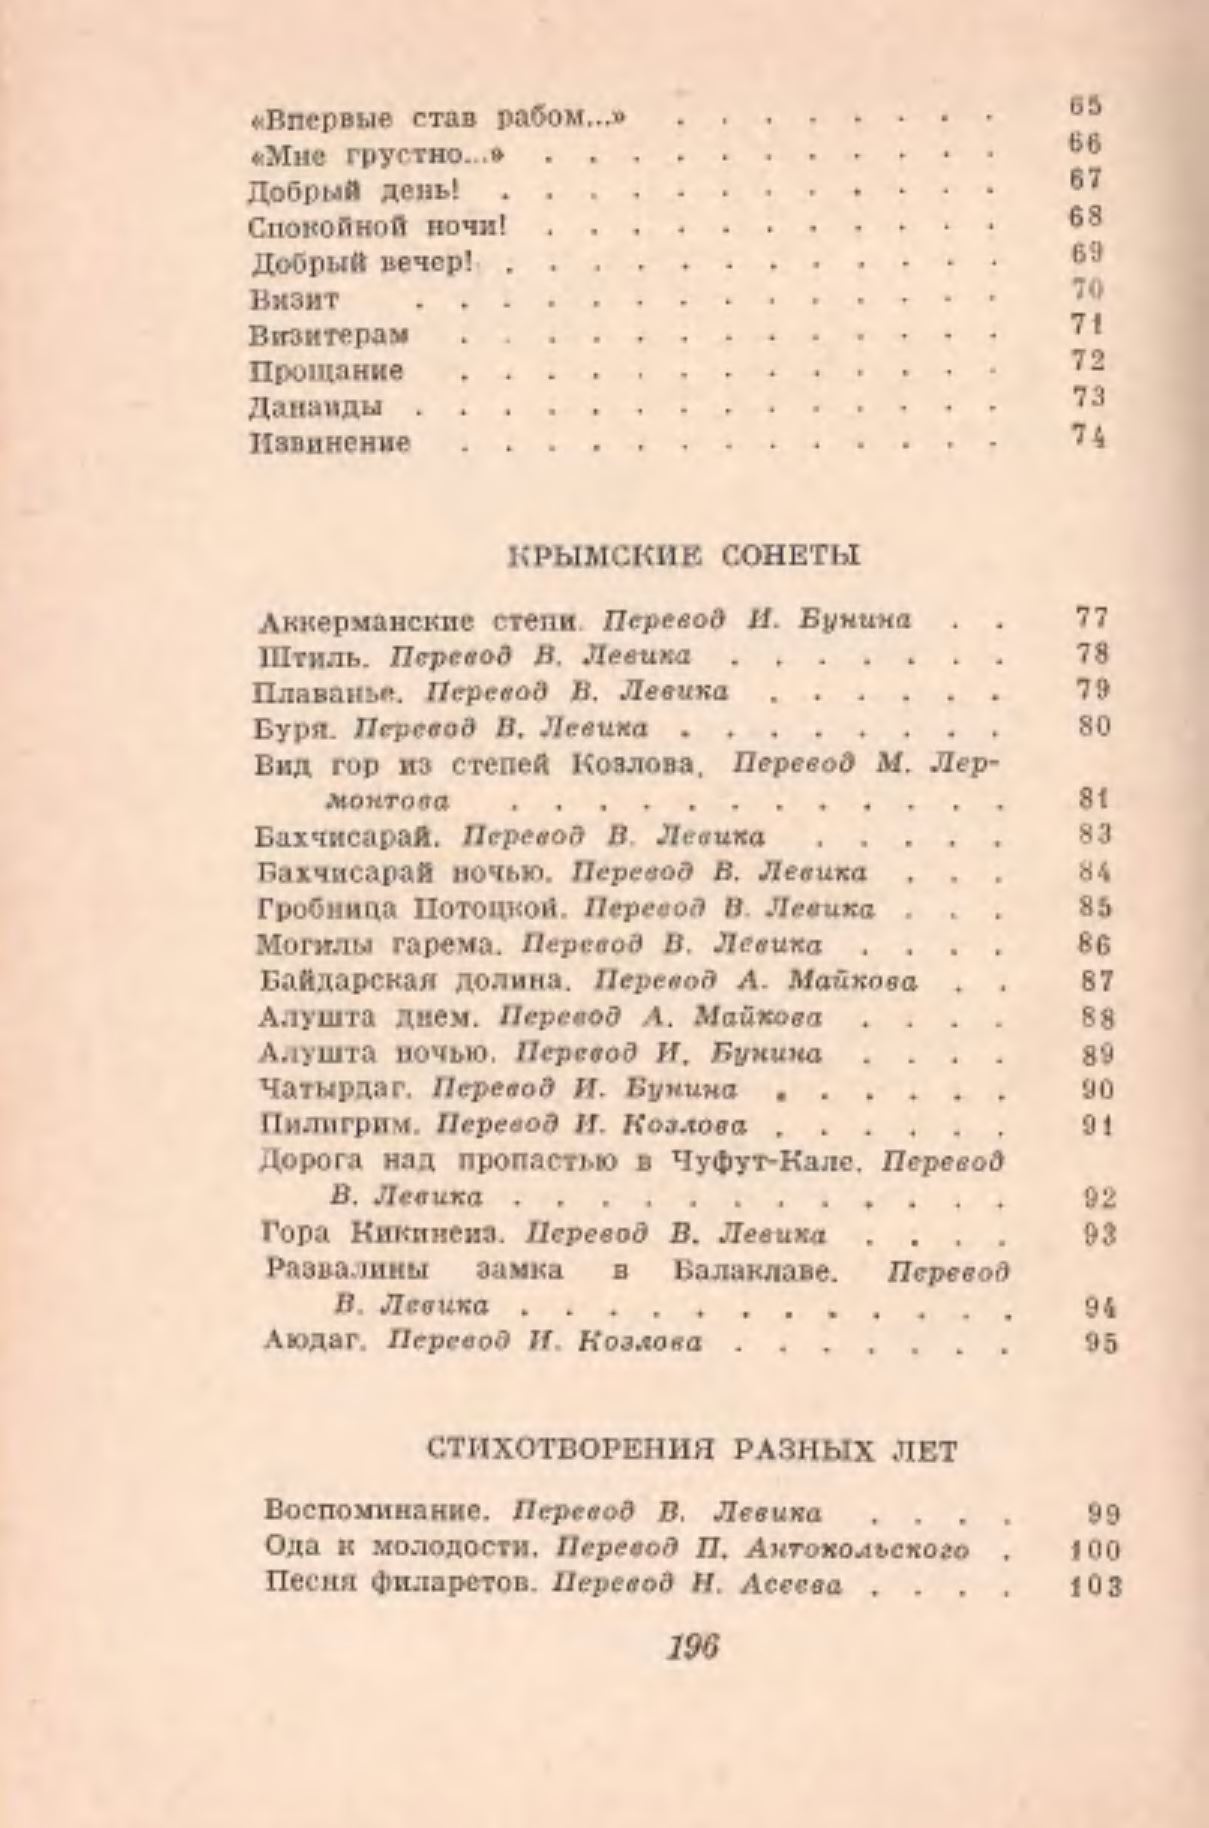 «Впервые став рабом...» . . . . . . . . 65
«Мне грустно...» . . . . . . . . . . . 66
Добрый день! . . . . . . . . . . . . 67
Спокойной ночи! . . . . . . . . . . . 68
Добрый вечер! . . . . . . . . . . . . 69
Визит . . . . . . . . . . . . . . 70
Визитерам . . . . . . . . . . . . . 71
Прощание . . . . . . . . . . . . . 72
Данаиды . . . . . . . . . . . . . . 73
Извинение . . . . . . . . . . . . . 74
КРЫМСКИЕ СОНЕТЫ
Аккерманские степи. Перевод И. Бунина . . 77
Штиль. Перевод В. Левика . . . . . . . 78
Плаванье. Перевод В. Левика . . . . . . 79
Буря. Перевод В. Левика . . . . . . . . 80
Вид гор из степей Козлова. Перевод М. Лер-
монтова . . . . . . . . . . . . 81
Бахчисарай. Перевод В. Левика . . . . . 83
Бахчисарай ночью. Перевод В. Левика . . . 84
Гробница Потоцкой. Перевод В. Левика . . . 85
Могилы гарема. Перевод В. Левика . . . . 86
Байдарская долина. Перевод А. Майкова . . 87
Алушта днем. Перевод А. Майкова . . . . 88
Алушта ночью. Перевод И. Бунина . . . . 89
Чатырдаг. Перевод И. Бунина . . . . . . 90
Пилигрим. Перевод И. Козлова . . . . . . 91
Дорога над пропастью в Чуфут-Кале. Перевод
В. Левика . . . . . . . . . . . . 92
Гора Кикинеиз. Перевод В. Левика . . . . 93
Развалины замка в Балаклаве. Перевод
В. Левика . . . . . . . . . . . . 94
Аюдаг. Перевод И. Козлова . . . . . . . 95
СТИХОТВОРЕНИЯ РАЗНЫХ ЛЕТ
Воспоминание. Перевод В. Левика . . . . 99
Ода к молодости. Перевод П. Антокольского . 100
Песня филаретов. Перевод Н. Асеева . . . . 103
196